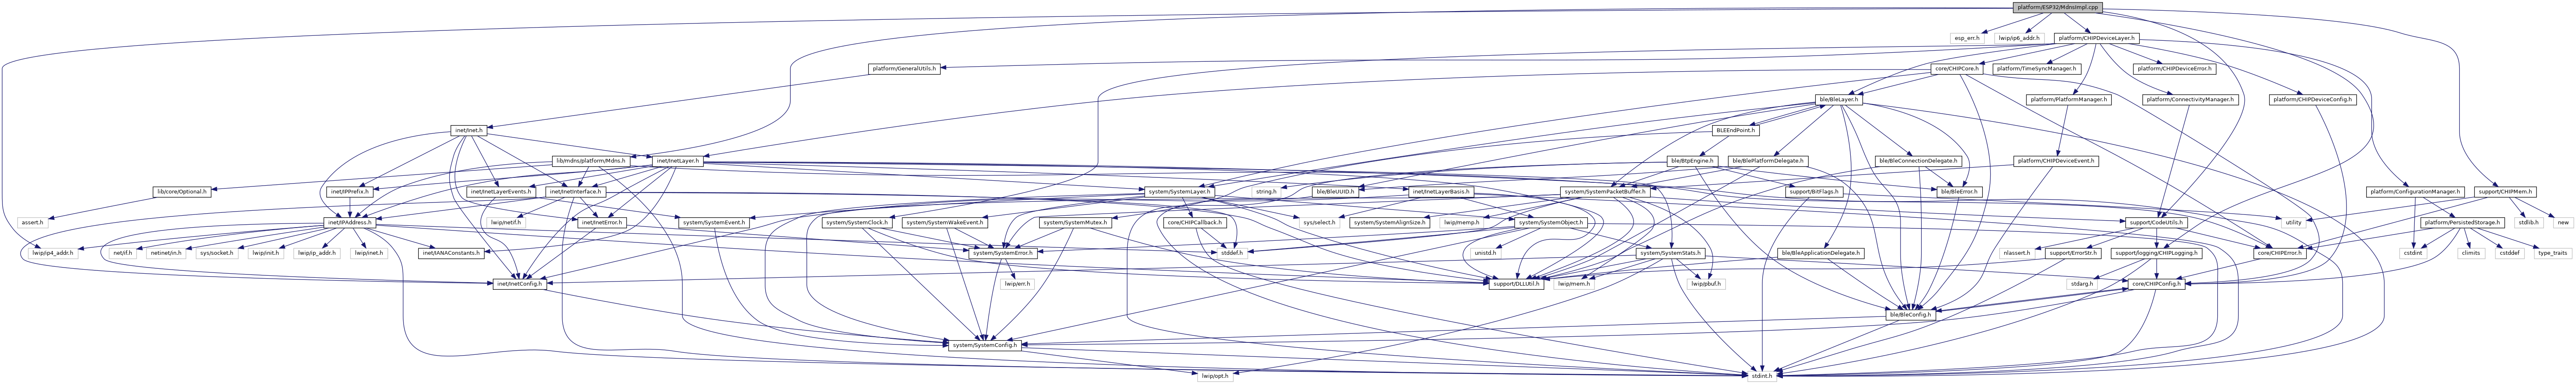 platform/ESP32/MdnsImpl.cpp
esp_err.h
lwip/ip6_addr.h
platform/CHIPDeviceLayer.h
platform/GeneralUtils.h
core/CHIPCore.h
platform/TimeSyncManager.h
platform/CHIPDeviceError.h
ble/BleLayer.h
platform/PlatformManager.h
platform/ConnectivityManager.h
platform/CHIPDeviceConfig.h
inet/Inet.h
BLEEndPoint.h
lib/mdns/platform/Mdns.h
inet/InetLayer.h
ble/BtpEngine.h
ble/BlePlatformDelegate.h
ble/BleConnectionDelegate.h
platform/CHIPDeviceEvent.h
lib/core/Optional.h
inet/IPPrefix.h
inet/InetLayerEvents.h
inet/InetInterface.h
system/SystemLayer.h
string.h
ble/BleUUID.h
inet/InetLayerBasis.h
system/SystemPacketBuffer.h
support/BitFlags.h
ble/BleError.h
platform/ConfigurationManager.h
support/CHIPMem.h
assert.h
inet/IPAddress.h
lwip/netif.h
inet/InetError.h
system/SystemEvent.h
system/SystemClock.h
system/SystemWakeEvent.h
system/SystemMutex.h
core/CHIPCallback.h
sys/select.h
system/SystemAlignSize.h
lwip/memp.h
system/SystemObject.h
support/CodeUtils.h
utility
platform/PersistedStorage.h
stdlib.h
new
lwip/ip4_addr.h
net/if.h
netinet/in.h
sys/socket.h
lwip/init.h
lwip/ip_addr.h
lwip/inet.h
inet/IANAConstants.h
system/SystemError.h
stddef.h
unistd.h
system/SystemStats.h
ble/BleApplicationDelegate.h
nlassert.h
support/ErrorStr.h
support/logging/CHIPLogging.h
core/CHIPError.h
cstdint
climits
cstddef
type_traits
inet/InetConfig.h
lwip/err.h
support/DLLUtil.h
lwip/mem.h
lwip/pbuf.h
stdarg.h
core/CHIPConfig.h
ble/BleConfig.h
system/SystemConfig.h
lwip/opt.h
stdint.h